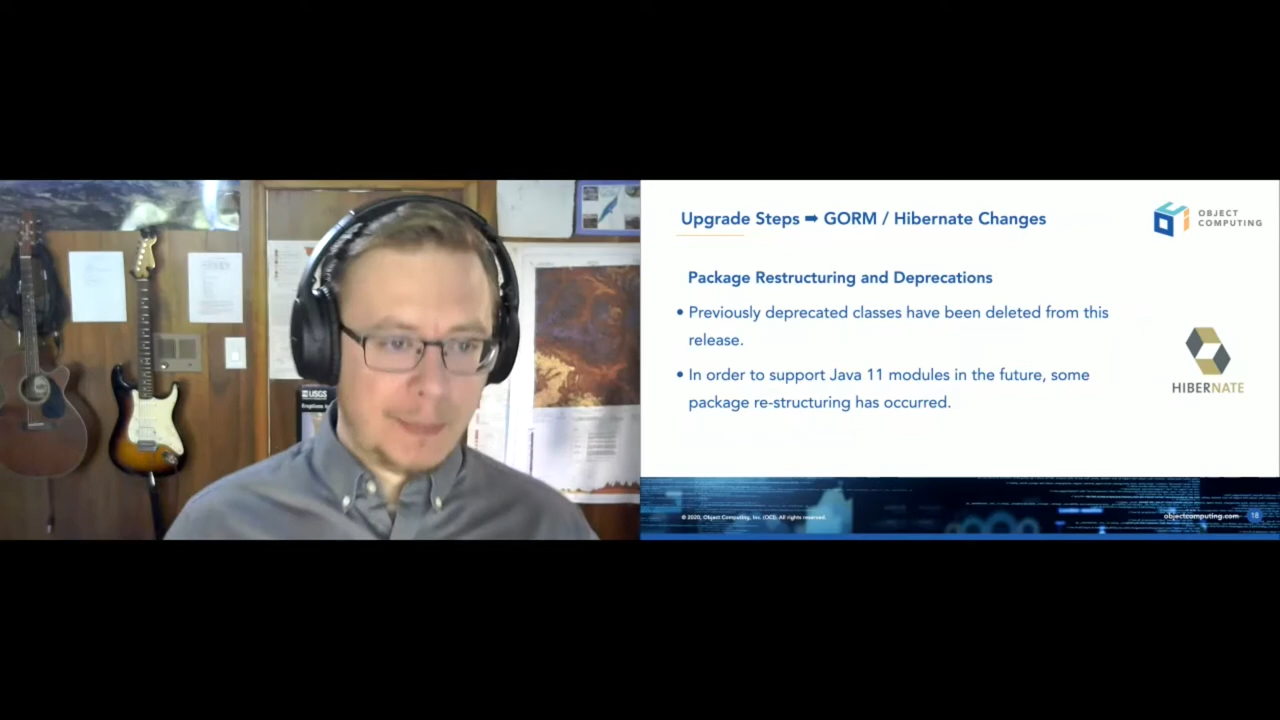 USGS
Upgrade Steps ➡ GORM / Hibernate Changes
OBJECT
COMPUTING
Package Restructuring and Deprecations
• Previously deprecated classes have been deleted from this
release.
• In order to support Java 11 modules in the future, some
package re-structuring has occurred.
HIBERNATE
© 2020, Object Computing, Inc. (OCI). All rights reserved.
objectcomputing.com
18